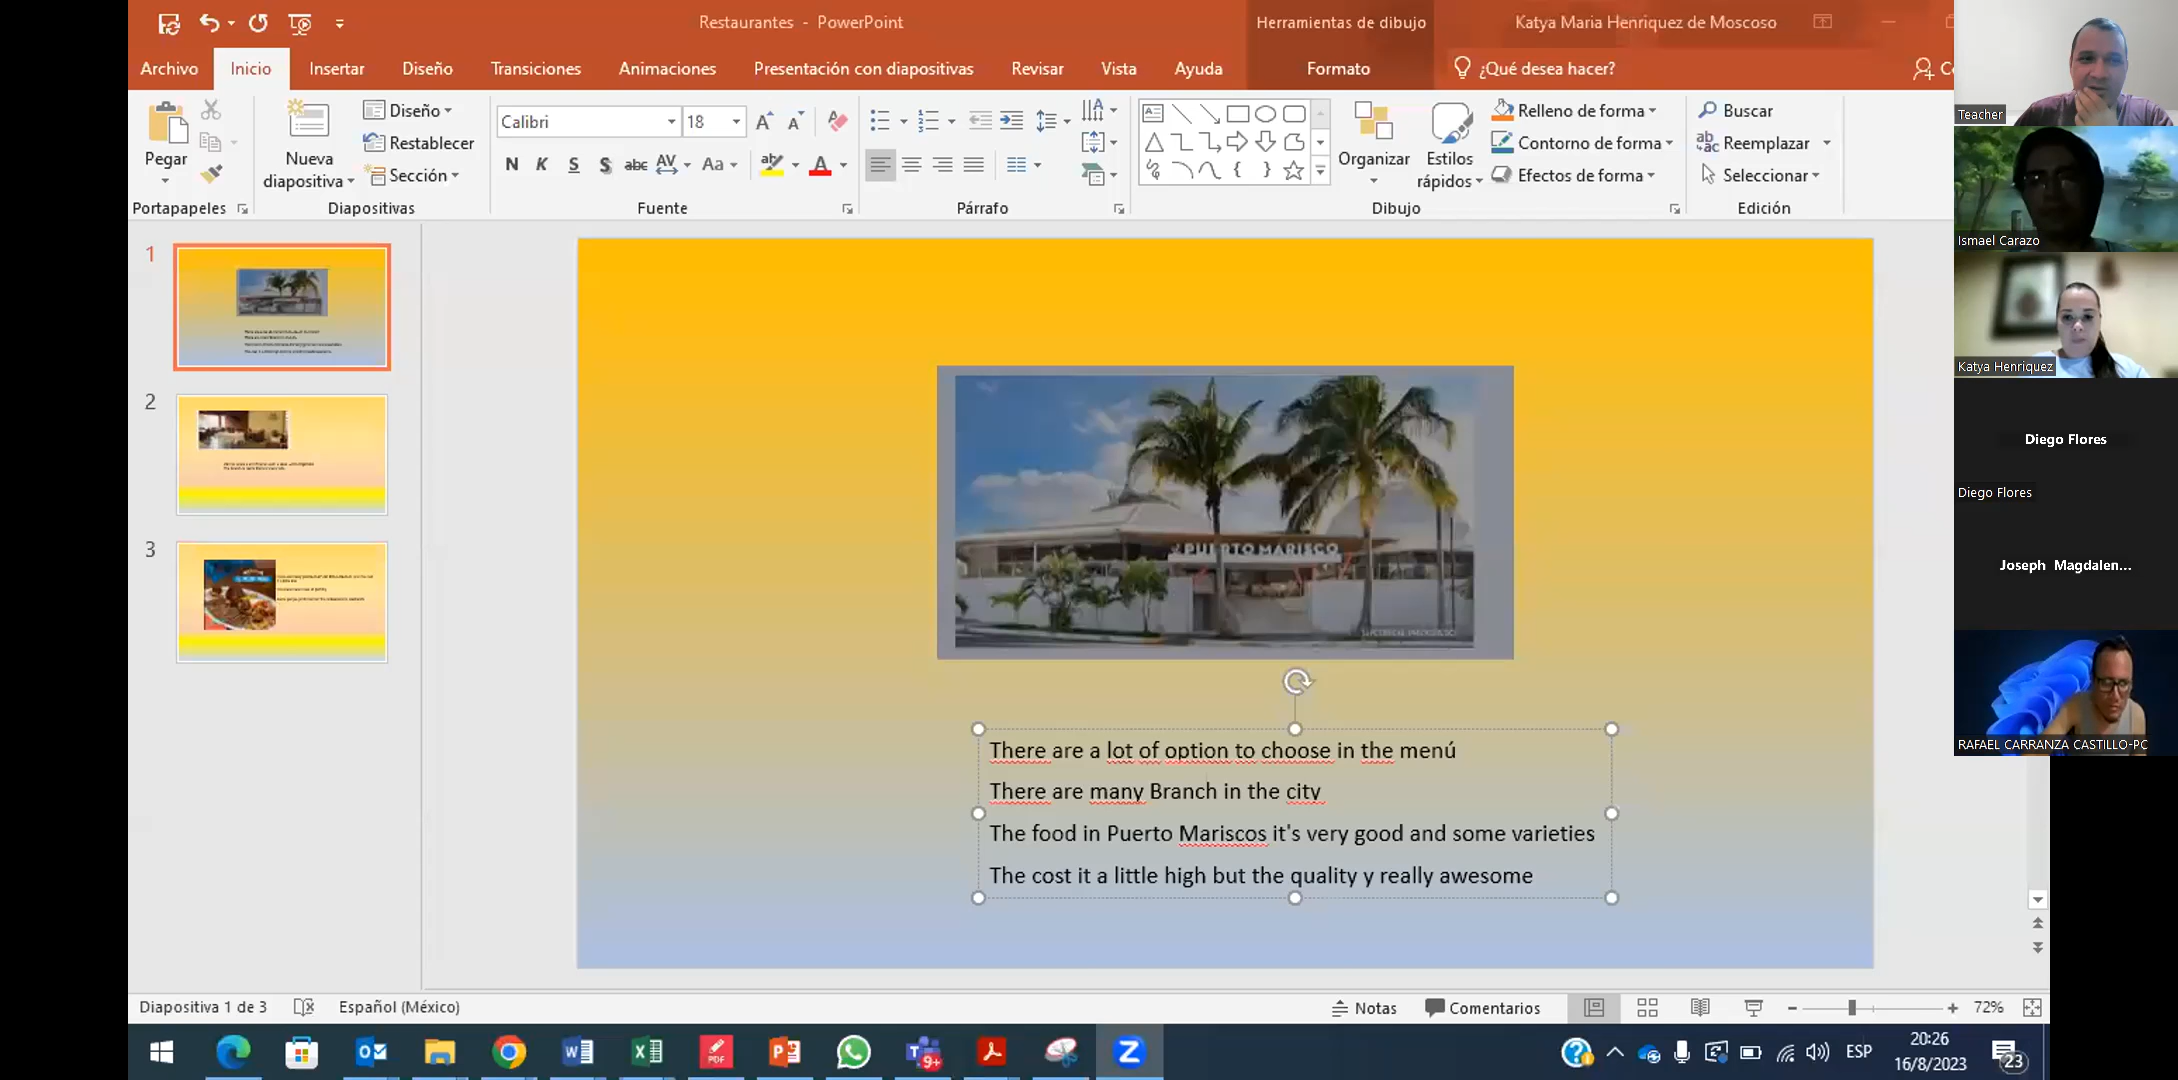 Restaurantes - PowerPoint
Herramientas de dibujo
Katya Maria Henriquez de Moscoso
Archivo Inicio Insertar Diseño Transiciones Animaciones Presentación con diapositivas Revisar Vista Ayuda Formato ¿Qué desea hacer?
Pegar
Portapapeles
Nueva diapositiva
Diseño
Restablecer
Sección
Diapositivas
Calibri 18
N K S S abc AV Aa A
Fuente
Párrafo
Organizar
Estilos rápidos
Relleno de forma
Contorno de forma
Efectos de forma
Dibujo
Buscar
Reemplazar
Seleccionar
Edición
1
2
3
PUERTO MARISCO
There are a lot of option to choose in the menú
There are many Branch in the city
The food in Puerto Mariscos it's very good and some varieties
The cost it a little high but the quality y really awesome
Teacher
Ismael Carazo
Katya Henriquez
Diego Flores
Diego Flores
Joseph Magdalen...
RAFAEL CARRANZA CASTILLO-PC
Diapositiva 1 de 3 Español (México) Notas Comentarios 72%
9+
ESP
20:26
16/8/2023
23